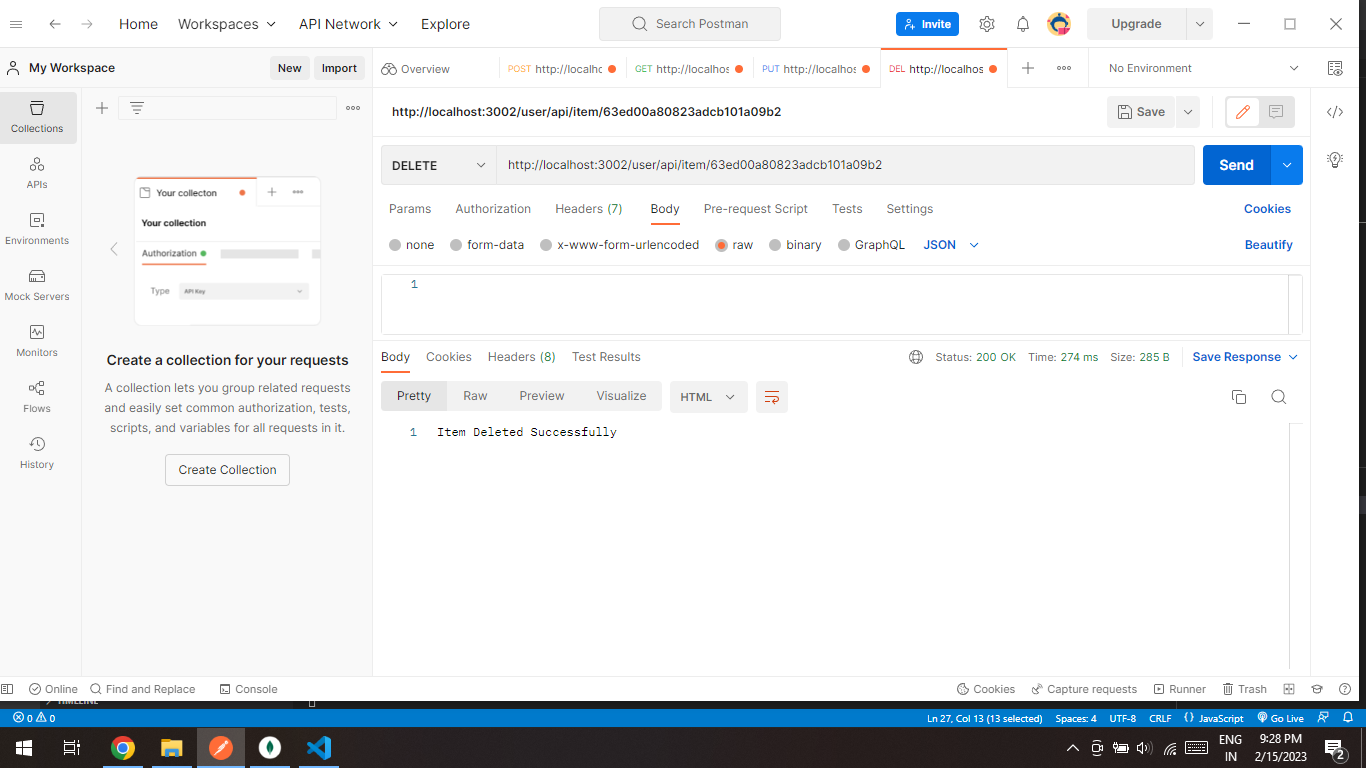 Home Workspaces API Network Explore Search Postman Invite Upgrade
My Workspace New Import Overview POST http://localhc GET http://localhos PUT http://localhos DEL http://localhos No Environment
Collections
APIs
Environments
Mock Servers
Monitors
Flows
History
Your collecton
Your collection
Authorization
Type API Key
Create a collection for your requests
A collection lets you group related requests
and easily set common authorization, tests,
scripts, and variables for all requests in it.
Create Collection
http://localhost:3002/user/api/item/63ed00a80823adcb101a09b2 Save
DELETE http://localhost:3002/user/api/item/63ed00a80823adcb101a09b2 Send
Params Authorization Headers (7) Body Pre-request Script Tests Settings Cookies
none form-data x-www-form-urlencoded raw binary GraphQL JSON Beautify
1
Body Cookies Headers (8) Test Results Status: 200 OK Time: 274 ms Size: 285 B Save Response
Pretty Raw Preview Visualize HTML
1 Item Deleted Successfully
Online Find and Replace Console Cookies Capture requests Runner Trash
TIMELINE
0 0 Ln 27, Col 13 (13 selected) Spaces: 4 UTF-8 CRLF JavaScript Go Live
ENG
IN
9:28 PM
2/15/2023
2